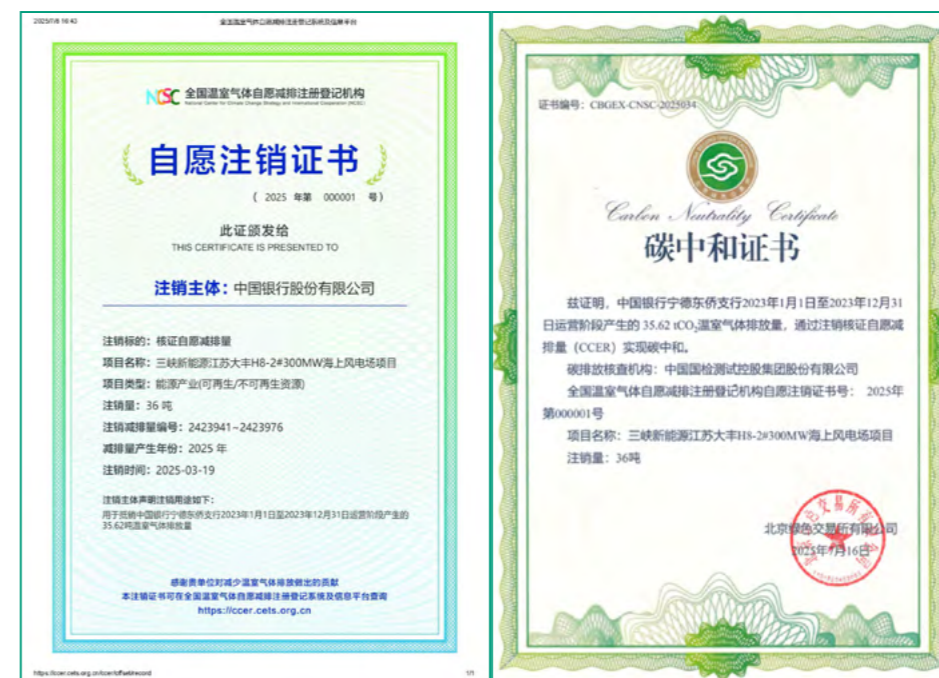 2025/7/8 16:43
全国温室气体自愿减排注册登记系统及信息平台
NCSC 全国温室气体自愿减排注册登记机构
National Center for Climate Change Strategy and International Cooperation (NCSC)
自愿注销证书
( 2025 年第 000001 号)
此证颁发给
THIS CERTIFICATE IS PRESENTED TO
注销主体：中国银行股份有限公司
注销标的：核证自愿减排量
项目名称：三峡新能源江苏大丰H8-2#300MW海上风电场项目
项目类型：能源产业(可再生/不可再生资源)
注销量：36 吨
注销减排量编号：2423941~2423976
减排量产生年份：2025 年
注销时间：2025-03-19
注销主体声明注销用途如下：
用于抵销中国银行宁德东侨支行2023年1月1日至2023年12月31日运营阶段产生的
35.62吨温室气体排放量
感谢贵单位对减少温室气体排放做出的贡献
本注销证书可在全国温室气体自愿减排注册登记系统及信息平台查询
https://ccer.cets.org.cn
https://ccer.cets.org.cn/ccer/offset/record
1/1
证书编号：CBGEX-CNSC-2025034
Carbon Neutrality Certificate
碳中和证书
兹证明，中国银行宁德东侨支行2023年1月1日至2023年12月31
日运营阶段产生的 35.62 tCO₂温室气体排放量，通过注销核证自愿减
排量（CCER）实现碳中和。
碳排放核查机构：中国国检测试控股集团股份有限公司
全国温室气体自愿减排注册登记机构自愿注销证书号： 2025年
第000001号
项目名称：三峡新能源江苏大丰H8-2#300MW海上风电场项目
注销量：36吨
北京绿色交易所有限公司
2025年7月16日